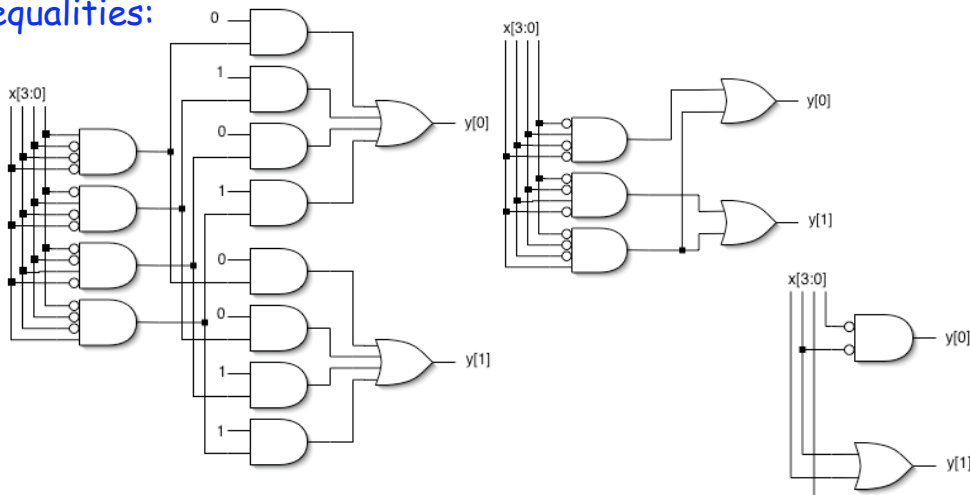 equalities:
x[3:0]
0
1
0
1
0
0
1
1
y[0]
y[1]
x[3:0]
y[0]
y[1]
x[3:0]
y[0]
y[1]